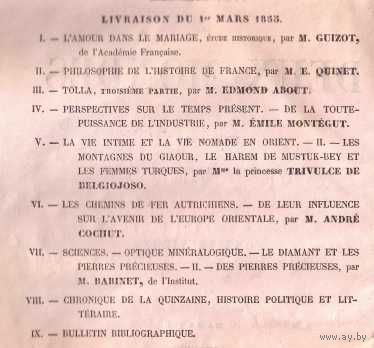 LIVRAISON DU 1er MARS 1855.
I. — L'AMOUR DANS LE MARIAGE, ÉTUDE HISTORIQUE, par M. GUIZOT,
de l'Académie Française.
II. — PHILOSOPHIE DE L'HISTOIRE DE FRANCE, par M. E. QUINET.
III. — TOLLA, TROISIÈME PARTIE, par M. EDMOND ABOUT.
IV. — PERSPECTIVES SUR LE TEMPS PRÉSENT. — DE LA TOUTE-
PUISSANCE DE L'INDUSTRIE, par M. ÉMILE MONTÉGUT.
V. — LA VIE INTIME ET LA VIE NOMADE EN ORIENT. — II. — LES
MONTAGNES DU GIAOUR, LE HAREM DE MUSTUK-BEY ET
LES FEMMES TURQUES, par Mme la princesse TRIVULCE DE
BELGIOJOSO.
VI. — LES CHEMINS DE FER AUTRICHIENS. — DE LEUR INFLUENCE
SUR L'AVENIR DE L'EUROPE ORIENTALE, par M. ANDRÉ
COCHUT.
VII. — SCIENCES. — OPTIQUE MINÉRALOGIQUE. — LE DIAMANT ET LES
PIERRES PRÉCIEUSES. — II. — DES PIERRES PRÉCIEUSES, par
M. BABINET, de l'Institut.
VIII. — CHRONIQUE DE LA QUINZAINE, HISTOIRE POLITIQUE ET LIT-
TÉRAIRE.
IX. — BULLETIN BIBLIOGRAPHIQUE.
www.ay.by